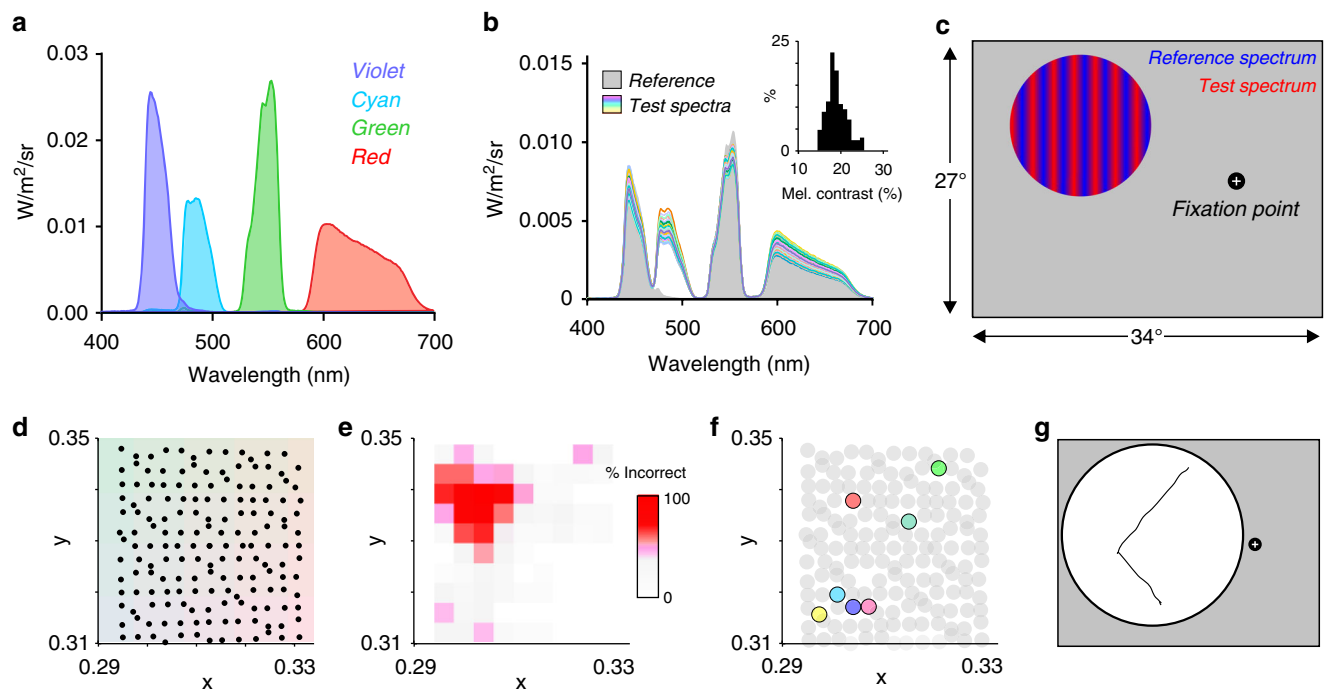 a
0.03
0.02
0.01
0.00
W/m²/sr
400
500
600
700
Wavelength (nm)
Violet
Cyan
Green
Red
b
0.015
0.010
0.005
0
W/m²/sr
400
500
600
700
Wavelength (nm)
Reference
Test spectra
25
0
%
10
20
30
Mel. contrast (%)
c
Reference spectrum
Test spectrum
27°
Fixation point
34°
d
0.35
y
0.31
0.29
x
0.33
e
0.35
y
0.31
0.29
x
0.33
% Incorrect
100
0
f
0.35
y
0.31
0.29
x
0.33
g